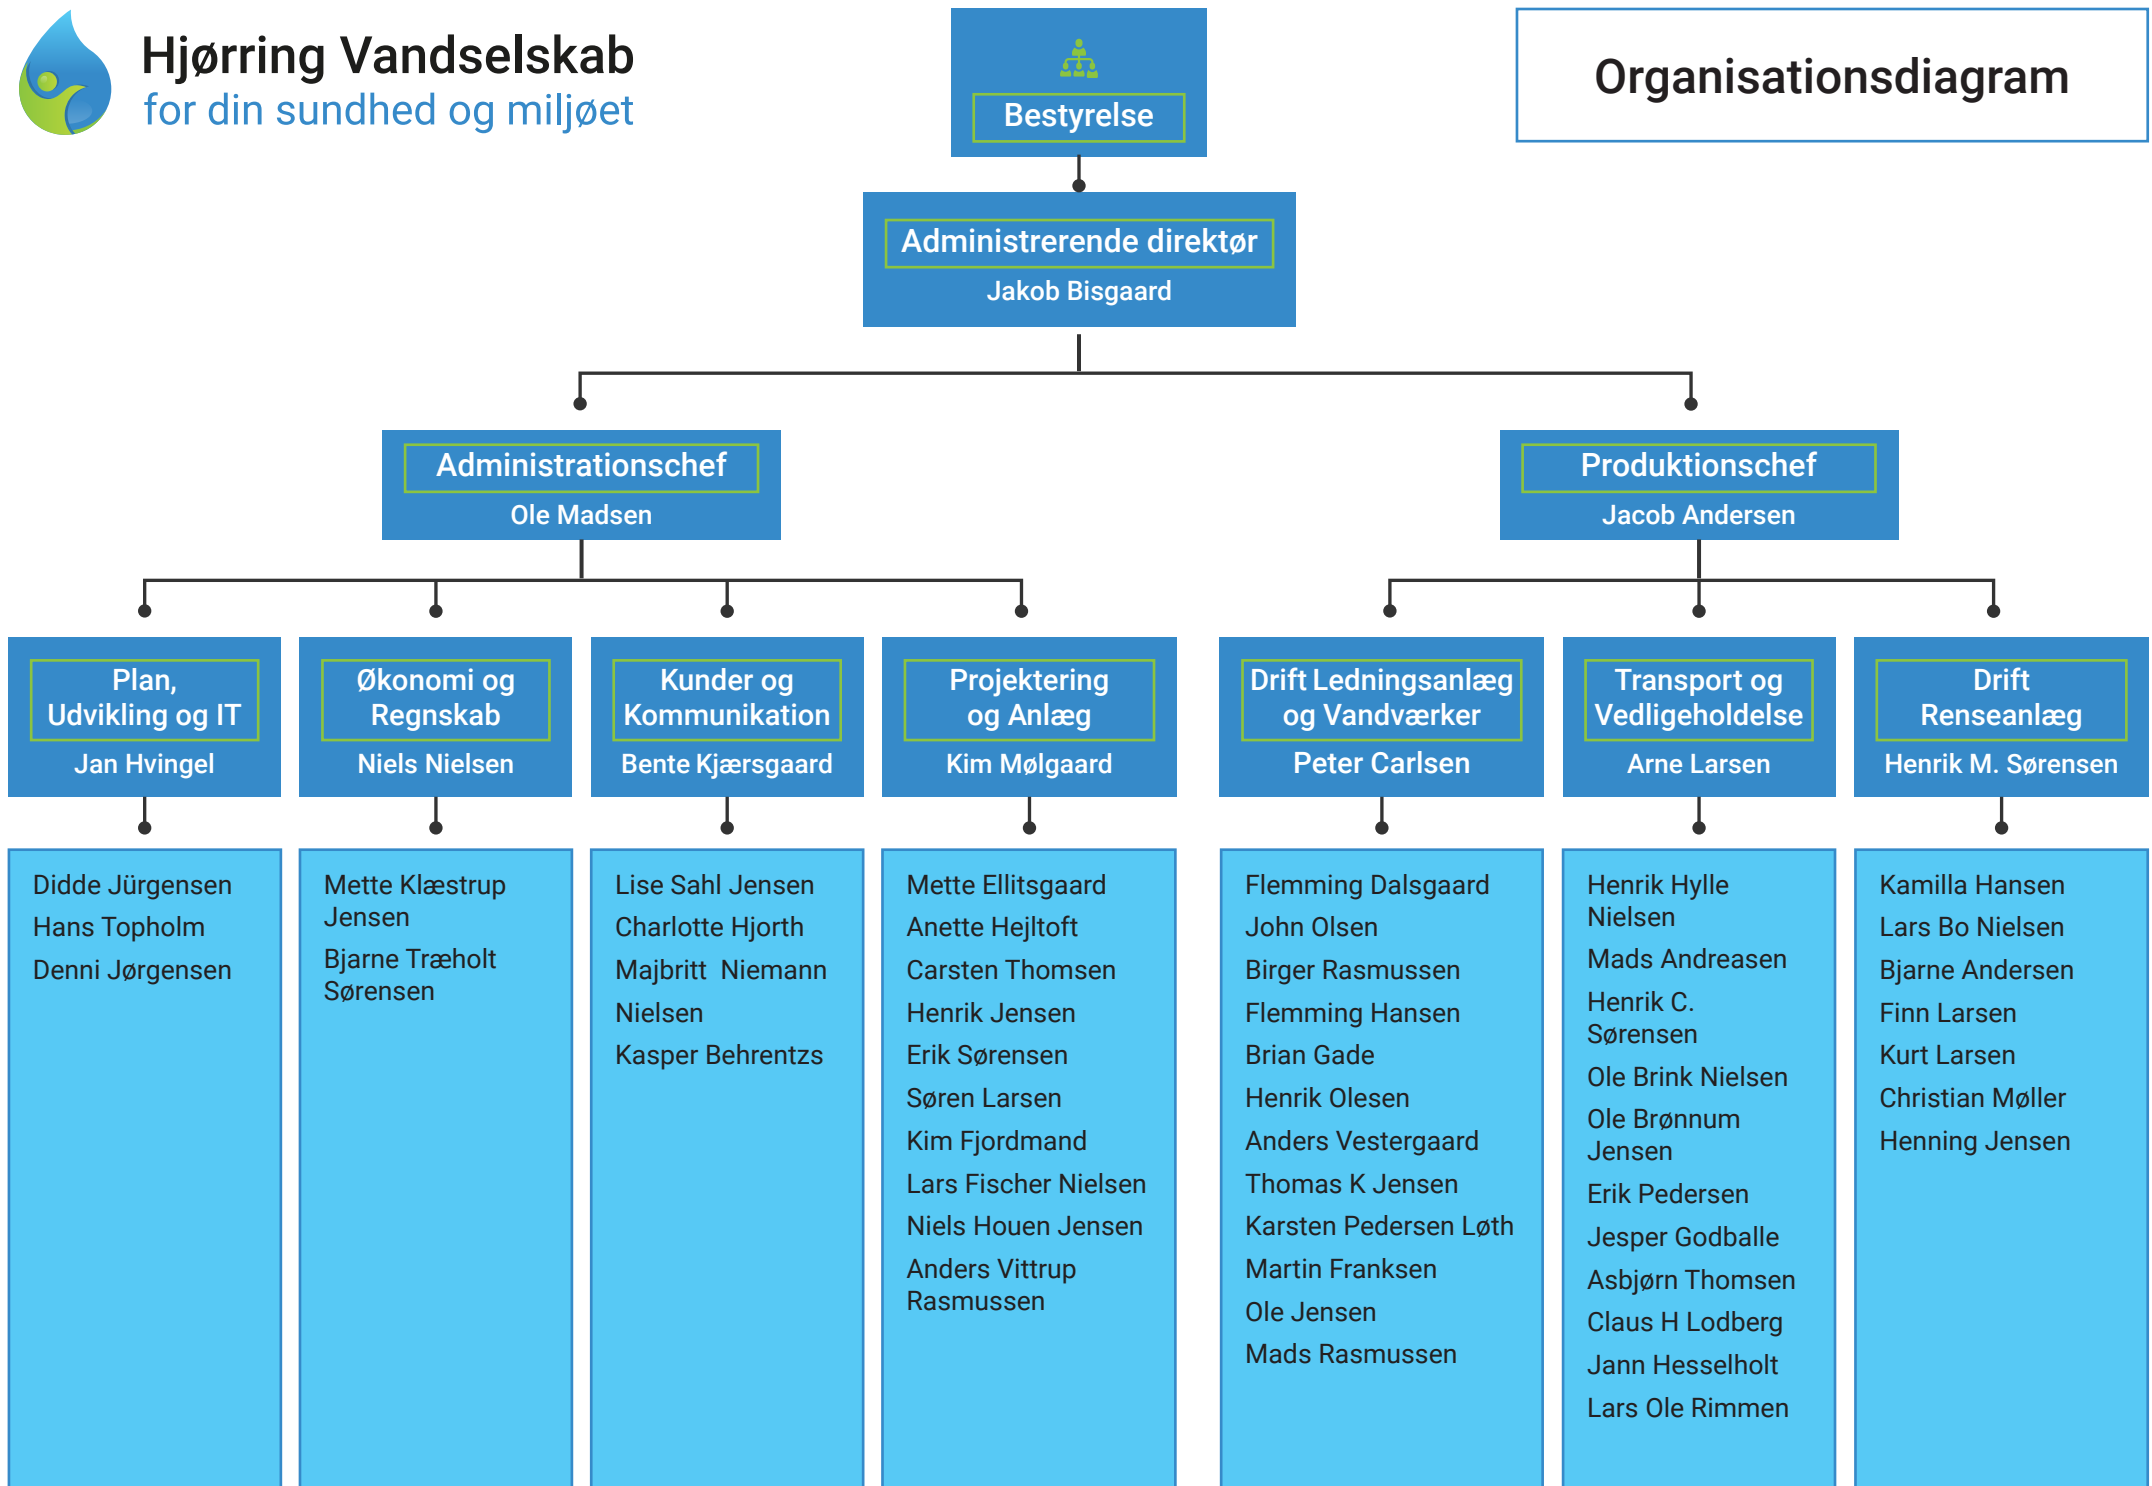 Hjørring Vandselskab
for din sundhed og miljøet
Bestyrelse
Organisationsdiagram
Administrerende direktør
Jakob Bisgaard
Administrationschef
Ole Madsen
Produktionschef
Jacob Andersen
Plan,
Udvikling og IT
Jan Hvingel
Økonomi og
Regnskab
Niels Nielsen
Kunder og
Kommunikation
Bente Kjærsgaard
Projektering
og Anlæg
Kim Mølgaard
Drift Ledningsanlæg
og Vandværker
Peter Carlsen
Transport og
Vedligeholdelse
Arne Larsen
Drift
Renseanlæg
Henrik M. Sørensen
Didde Jürgensen
Hans Topholm
Denni Jørgensen
Mette Klæstrup
Jensen
Bjarne Træholt
Sørensen
Lise Sahl Jensen
Charlotte Hjorth
Majbritt  Niemann
Nielsen
Kasper Behrentzs
Mette Ellitsgaard
Anette Hejltoft
Carsten Thomsen
Henrik Jensen
Erik Sørensen
Søren Larsen
Kim Fjordmand
Lars Fischer Nielsen
Niels Houen Jensen
Anders Vittrup
Rasmussen
Flemming Dalsgaard
John Olsen
Birger Rasmussen
Flemming Hansen
Brian Gade
Henrik Olesen
Anders Vestergaard
Thomas K Jensen
Karsten Pedersen Løth
Martin Franksen
Ole Jensen
Mads Rasmussen
Henrik Hylle
Nielsen
Mads Andreasen
Henrik C.
Sørensen
Ole Brink Nielsen
Ole Brønnum
Jensen
Erik Pedersen
Jesper Godballe
Asbjørn Thomsen
Claus H Lodberg
Jann Hesselholt
Lars Ole Rimmen
Kamilla Hansen
Lars Bo Nielsen
Bjarne Andersen
Finn Larsen
Kurt Larsen
Christian Møller
Henning Jensen